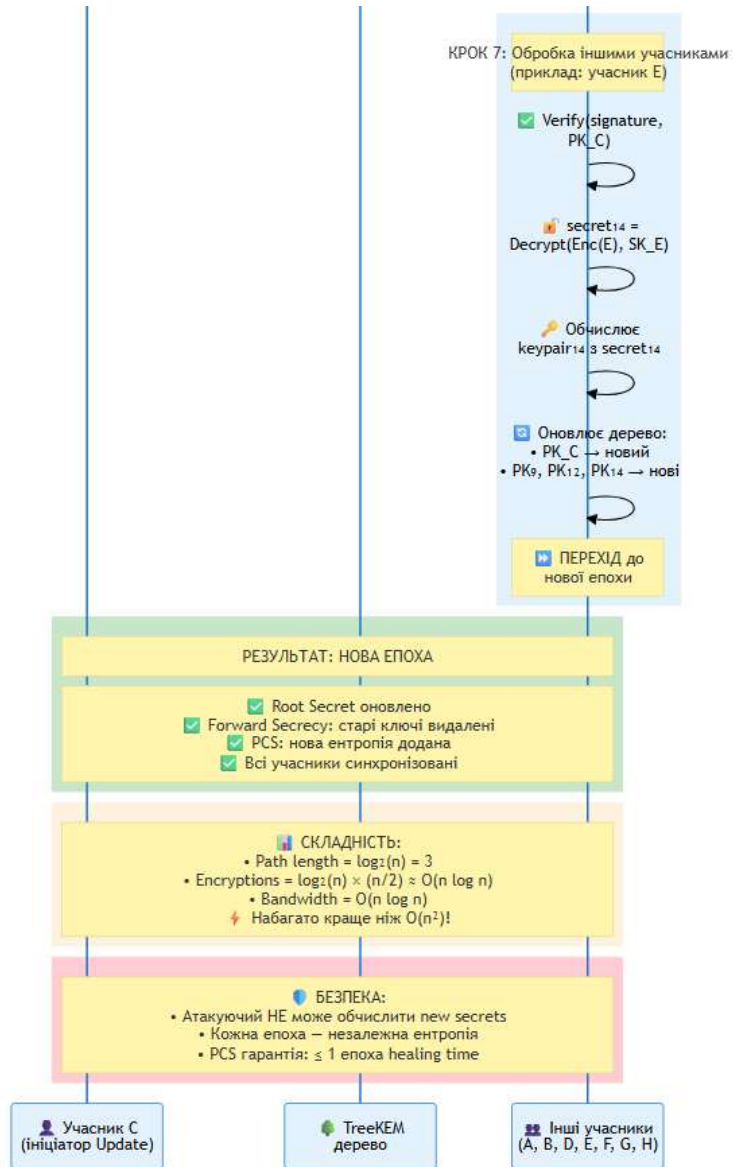 КРОК 7: Обробка іншими учасниками
(приклад: учасник E)
✅ Verify(signature,
PK_C)
🔓 secret₁₄ =
Decrypt(Enc(E), SK_E)
🔑 Обчислює
keypair₁₄ з secret₁₄
🔄 Оновлює дерево:
• PK_C → новий
• PK₉, PK₁₂, PK₁₄ → нові
⏩ ПЕРЕХІД до
нової епохи
РЕЗУЛЬТАТ: НОВА ЕПОХА
✅ Root Secret оновлено
✅ Forward Secrecy: старі ключі видалені
✅ PCS: нова ентропія додана
✅ Всі учасники синхронізовані
📊 СКЛАДНІСТЬ:
• Path length = log₂(n) = 3
• Encryptions = log₂(n) × (n/2) ≈ O(n log n)
• Bandwidth = O(n log n)
⚡ Набагато краще ніж O(n²)!
🛡️ БЕЗПЕКА:
• Атакуючий НЕ може обчислити new secrets
• Кожна епоха — незалежна ентропія
• PCS гарантія: ≤ 1 епоха healing time
👤 Учасник C
(ініціатор Update)
🌳 TreeKEM
дерево
👥 Інші учасники
(A, B, D, E, F, G, H)